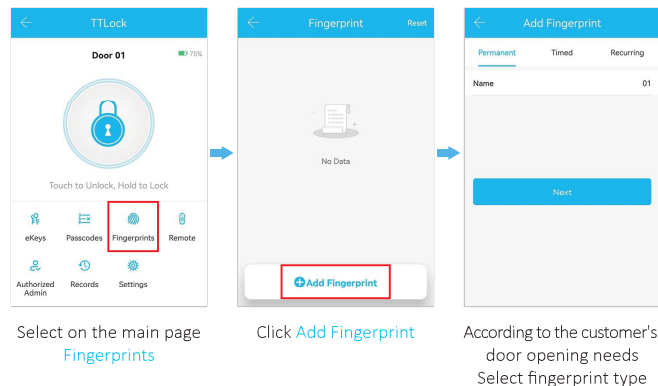 TTLock
Door 01
75%
Touch to Unlock, Hold to Lock
eKeys Passcodes Fingerprints Remote
Authorized Admin Records Settings
Select on the main page
Fingerprints
Fingerprint Reset
No Data
Add Fingerprint
Click Add Fingerprint
Add Fingerprint
Permanent Timed Recurring
Name 01
Next
According to the customer's
door opening needs
Select fingerprint type